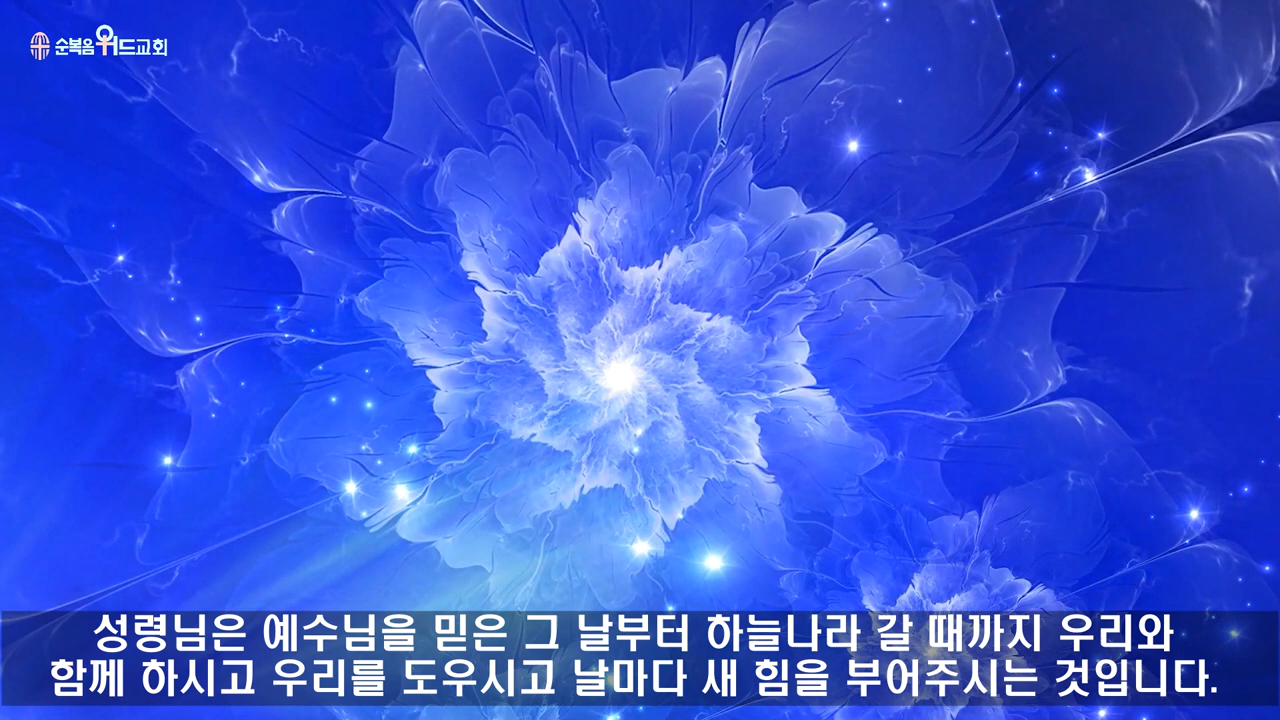 순복음워드교회
성령님은 예수님을 믿은 그 날부터 하늘나라 갈 때까지 우리와
함께 하시고 우리를 도우시고 날마다 새 힘을 부어주시는 것입니다.